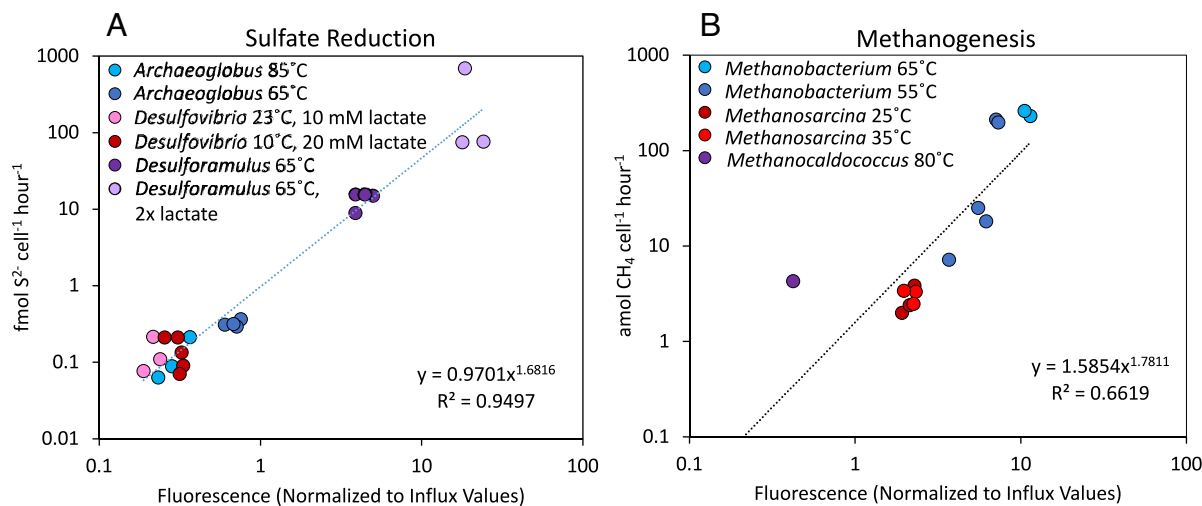 A
Sulfate Reduction
1000
100
10
1
0.1
0.01
fmol S²⁻ cell⁻¹ hour⁻¹
Archaeoglobus 85˚C
Archaeoglobus 65˚C
Desulfovibrio 23˚C, 10 mM lactate
Desulfovibrio 10˚C, 20 mM lactate
Desulforamulus 65˚C
Desulforamulus 65˚C,
2x lactate
y = 0.9701x¹·⁶⁸¹⁶
R² = 0.9497
0.1 1 10 100
Fluorescence (Normalized to Influx Values)
B
Methanogenesis
1000
100
10
1
0.1
amol CH₄ cell⁻¹ hour⁻¹
Methanobacterium 65˚C
Methanobacterium 55˚C
Methanosarcina 25˚C
Methanosarcina 35˚C
Methanocaldococcus 80˚C
y = 1.5854x¹·⁷⁸¹¹
R² = 0.6619
0.1 1 10 100
Fluorescence (Normalized to Influx Values)